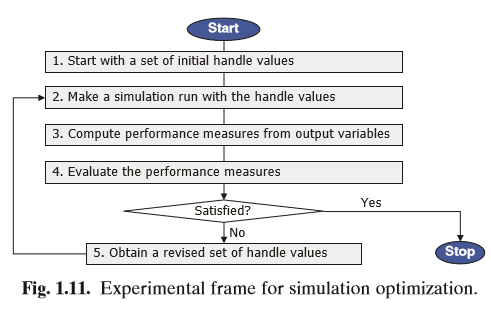 Start
1. Start with a set of initial handle values
2. Make a simulation run with the handle values
3. Compute performance measures from output variables
4. Evaluate the performance measures
Satisfied?
Yes
No
5. Obtain a revised set of handle values
Stop
Fig. 1.11. Experimental frame for simulation optimization.